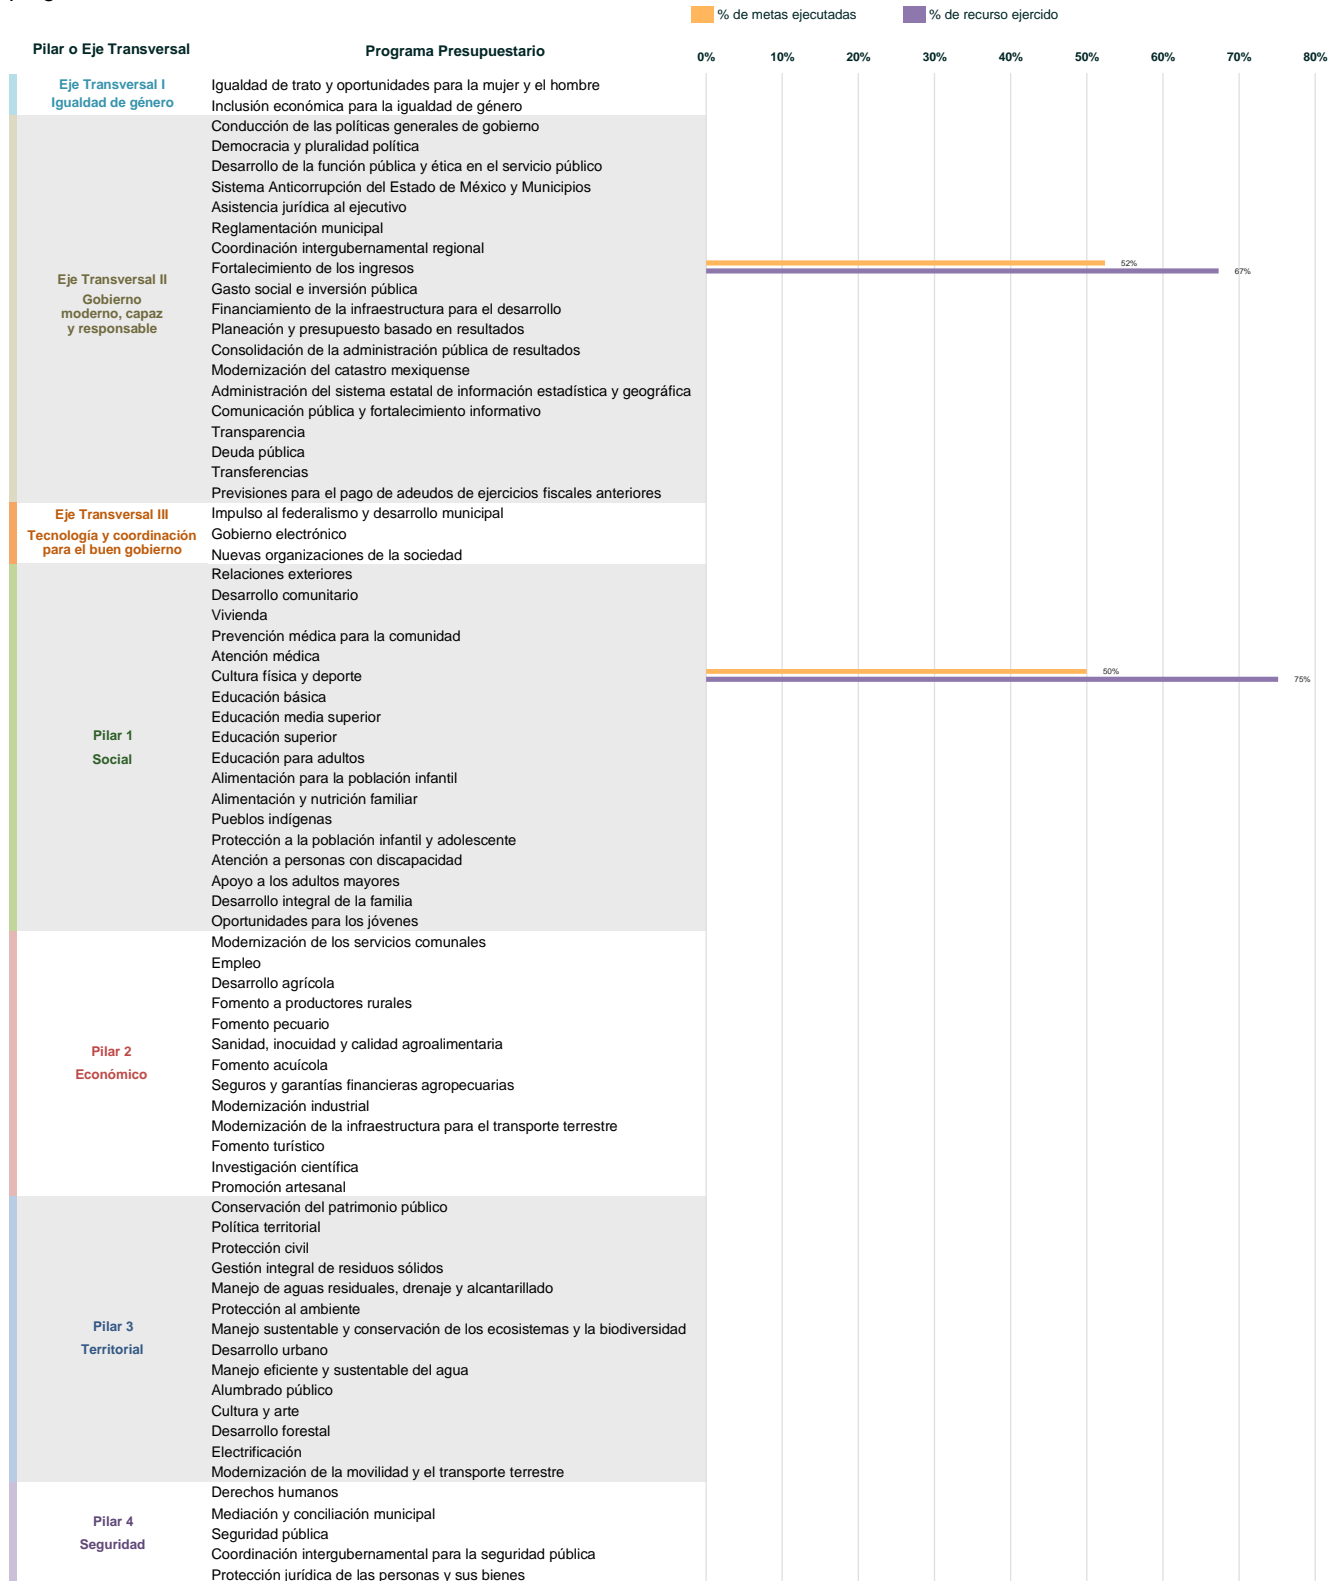 % de metas ejecutadas % de recurso ejercido
Pilar o Eje Transversal Programa Presupuestario 0% 10% 20% 30% 40% 50% 60% 70% 80%
Eje Transversal I
Igualdad de género
Igualdad de trato y oportunidades para la mujer y el hombre
Inclusión económica para la igualdad de género
Eje Transversal II
Gobierno
moderno, capaz
y responsable
Conducción de las políticas generales de gobierno
Democracia y pluralidad política
Desarrollo de la función pública y ética en el servicio público
Sistema Anticorrupción del Estado de México y Municipios
Asistencia jurídica al ejecutivo
Reglamentación municipal
Coordinación intergubernamental regional
Fortalecimiento de los ingresos
52%
67%
Gasto social e inversión pública
Financiamiento de la infraestructura para el desarrollo
Planeación y presupuesto basado en resultados
Consolidación de la administración pública de resultados
Modernización del catastro mexiquense
Administración del sistema estatal de información estadística y geográfica
Comunicación pública y fortalecimiento informativo
Transparencia
Deuda pública
Transferencias
Previsiones para el pago de adeudos de ejercicios fiscales anteriores
Eje Transversal III
Tecnología y coordinación
para el buen gobierno
Impulso al federalismo y desarrollo municipal
Gobierno electrónico
Nuevas organizaciones de la sociedad
Pilar 1
Social
Relaciones exteriores
Desarrollo comunitario
Vivienda
Prevención médica para la comunidad
Atención médica
Cultura física y deporte
50%
75%
Educación básica
Educación media superior
Educación superior
Educación para adultos
Alimentación para la población infantil
Alimentación y nutrición familiar
Pueblos indígenas
Protección a la población infantil y adolescente
Atención a personas con discapacidad
Apoyo a los adultos mayores
Desarrollo integral de la familia
Oportunidades para los jóvenes
Pilar 2
Económico
Modernización de los servicios comunales
Empleo
Desarrollo agrícola
Fomento a productores rurales
Fomento pecuario
Sanidad, inocuidad y calidad agroalimentaria
Fomento acuícola
Seguros y garantías financieras agropecuarias
Modernización industrial
Modernización de la infraestructura para el transporte terrestre
Fomento turístico
Investigación científica
Promoción artesanal
Pilar 3
Territorial
Conservación del patrimonio público
Política territorial
Protección civil
Gestión integral de residuos sólidos
Manejo de aguas residuales, drenaje y alcantarillado
Protección al ambiente
Manejo sustentable y conservación de los ecosistemas y la biodiversidad
Desarrollo urbano
Manejo eficiente y sustentable del agua
Alumbrado público
Cultura y arte
Desarrollo forestal
Electrificación
Modernización de la movilidad y el transporte terrestre
Pilar 4
Seguridad
Derechos humanos
Mediación y conciliación municipal
Seguridad pública
Coordinación intergubernamental para la seguridad pública
Protección jurídica de las personas y sus bienes